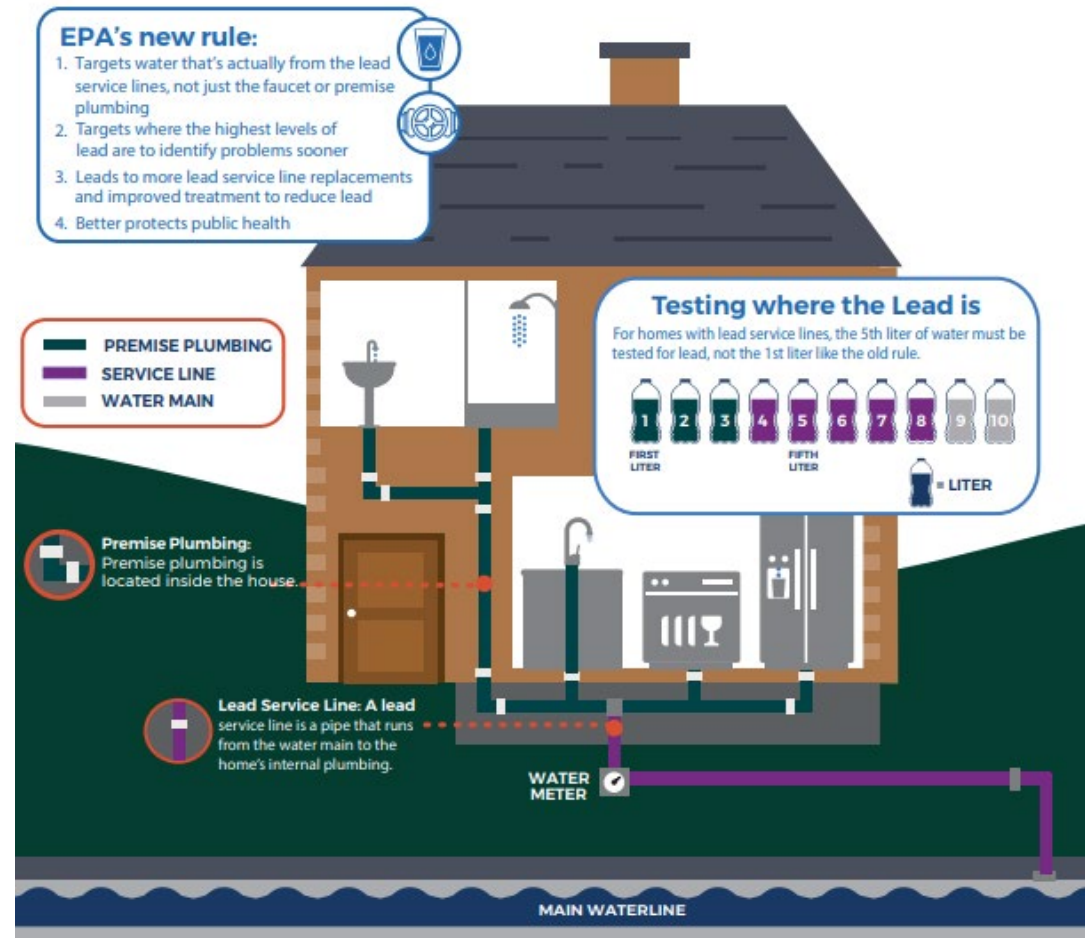 EPA's new rule:
1. Targets water that's actually from the lead
service lines, not just the faucet or premise
plumbing
2. Targets where the highest levels of
lead are to identify problems sooner
3. Leads to more lead service line replacements
and improved treatment to reduce lead
4. Better protects public health
PREMISE PLUMBING
SERVICE LINE
WATER MAIN
Testing where the Lead is
For homes with lead service lines, the 5th liter of water must be
tested for lead, not the 1st liter like the old rule.
1 2 3 4 5 6 7 8 9 10
FIRST
LITER
FIFTH
LITER
= LITER
Premise Plumbing:
Premise plumbing is
located inside the house.
Lead Service Line: A lead
service line is a pipe that runs
from the water main to the
home's internal plumbing.
WATER
METER
MAIN WATERLINE